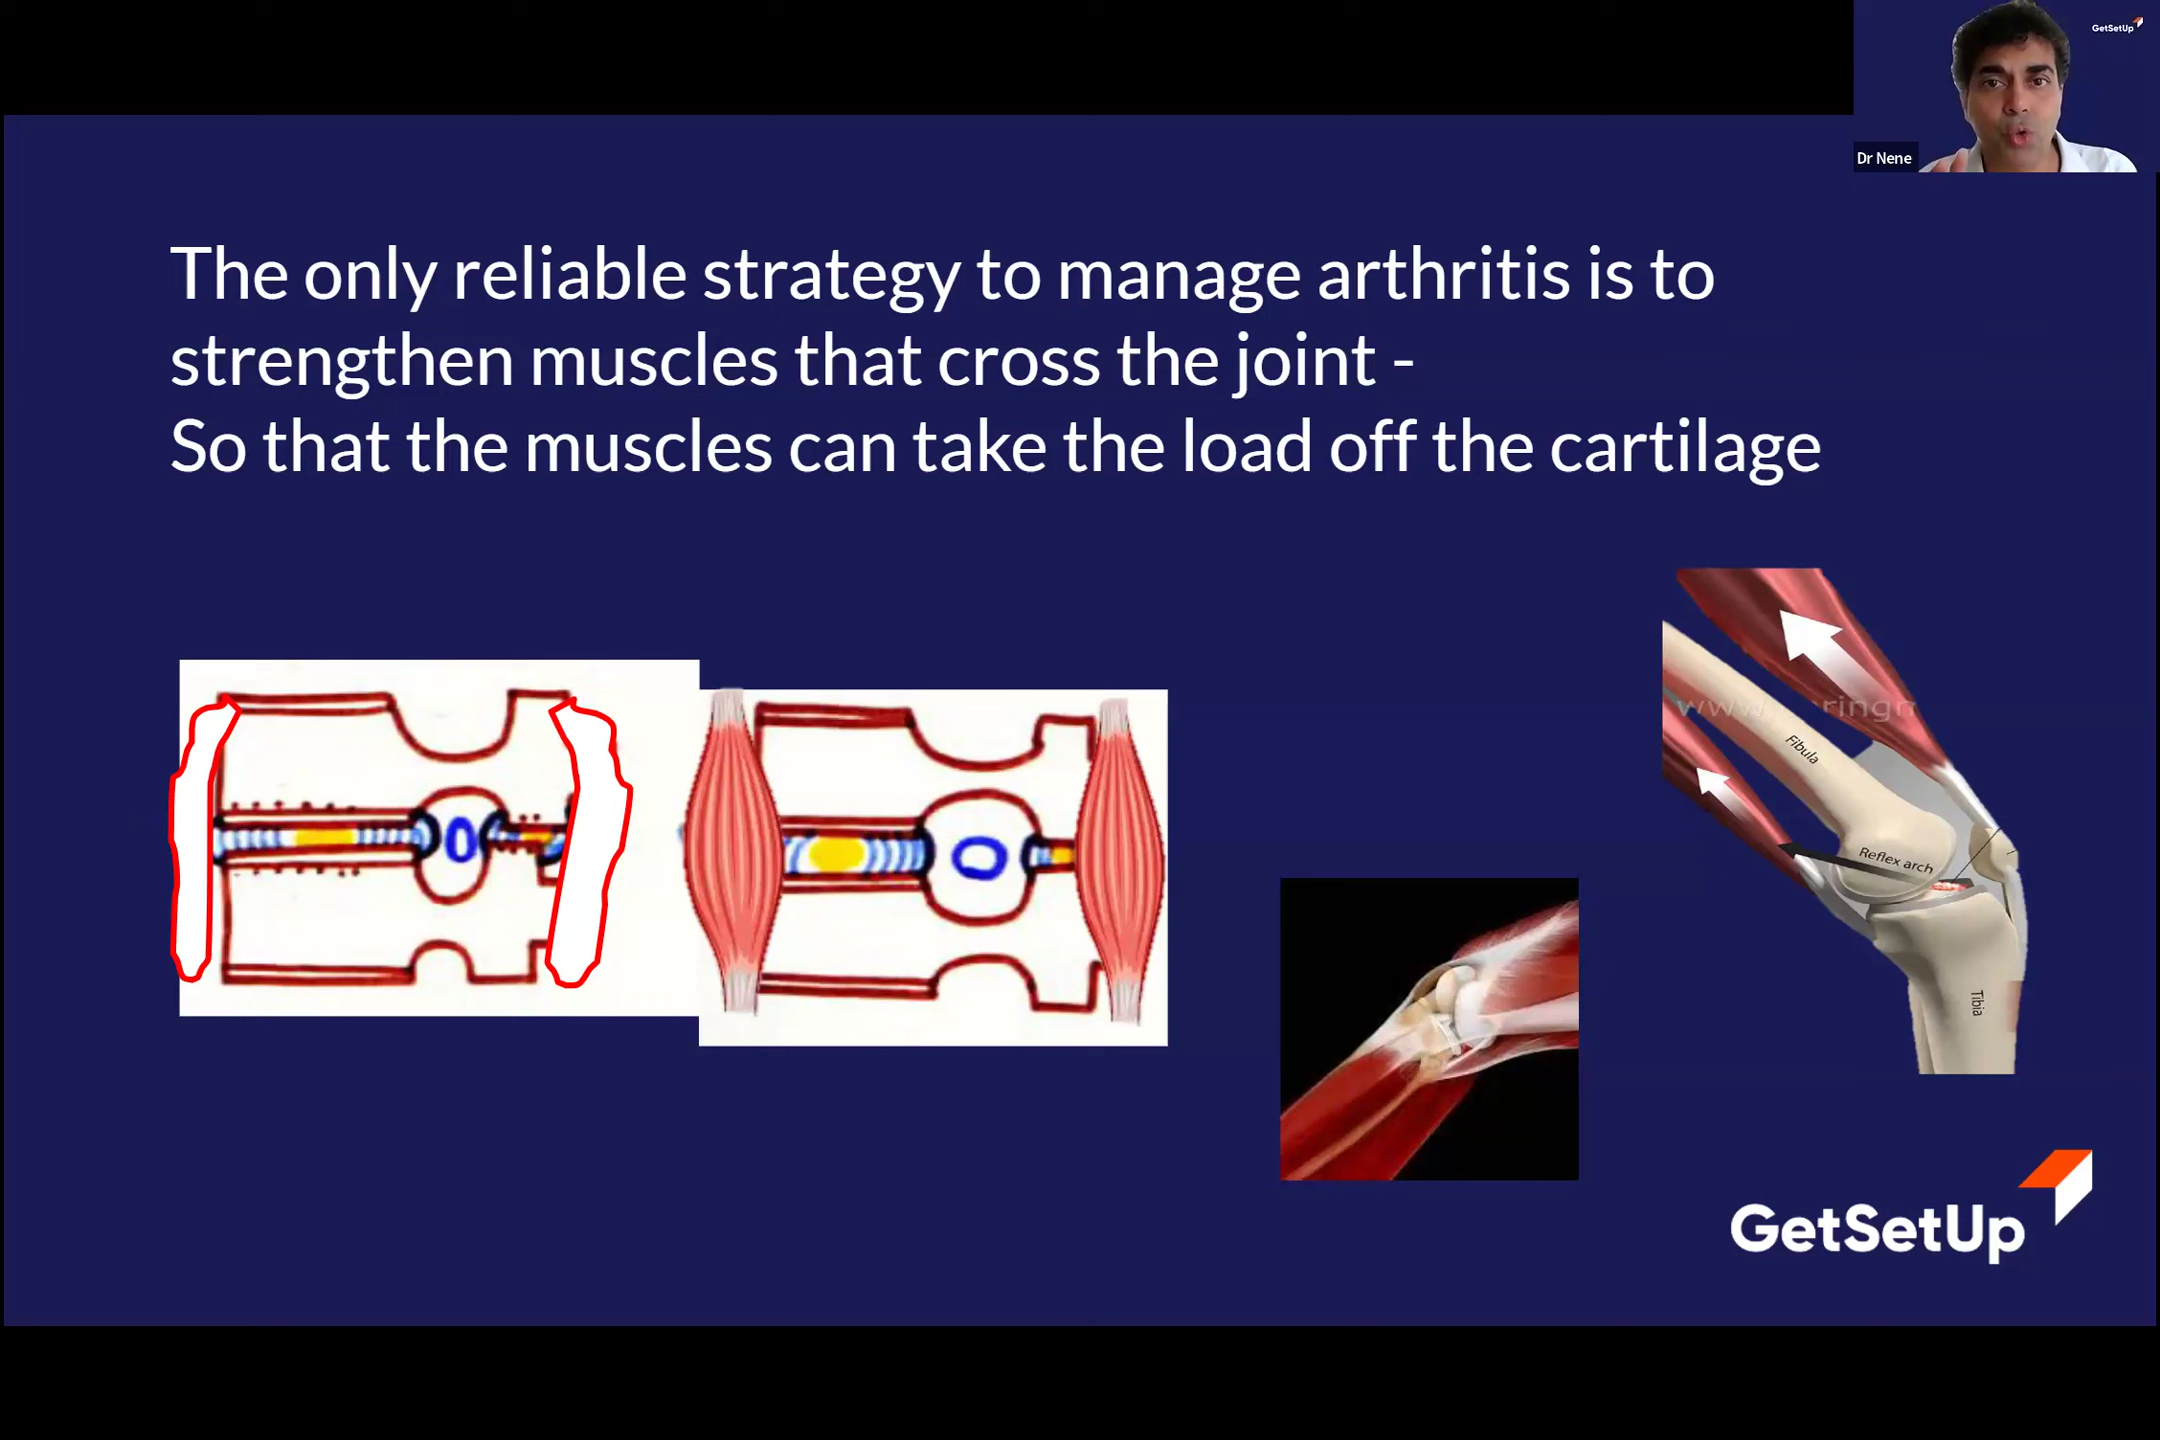 GetSetUp
Dr Nene
The only reliable strategy to manage arthritis is to
strengthen muscles that cross the joint -
So that the muscles can take the load off the cartilage
Fibula
Reflex arch
Tibia
GetSetUp